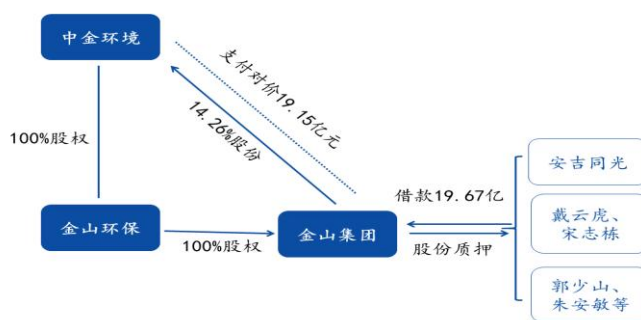 中金环境
支付对价19.15亿元
14.26%股份
100%股权
安吉同光
借款19.67亿
戴云虎、
宋志栋
金山环保
100%股权
金山集团
股份质押
郭少山、
朱安敏等